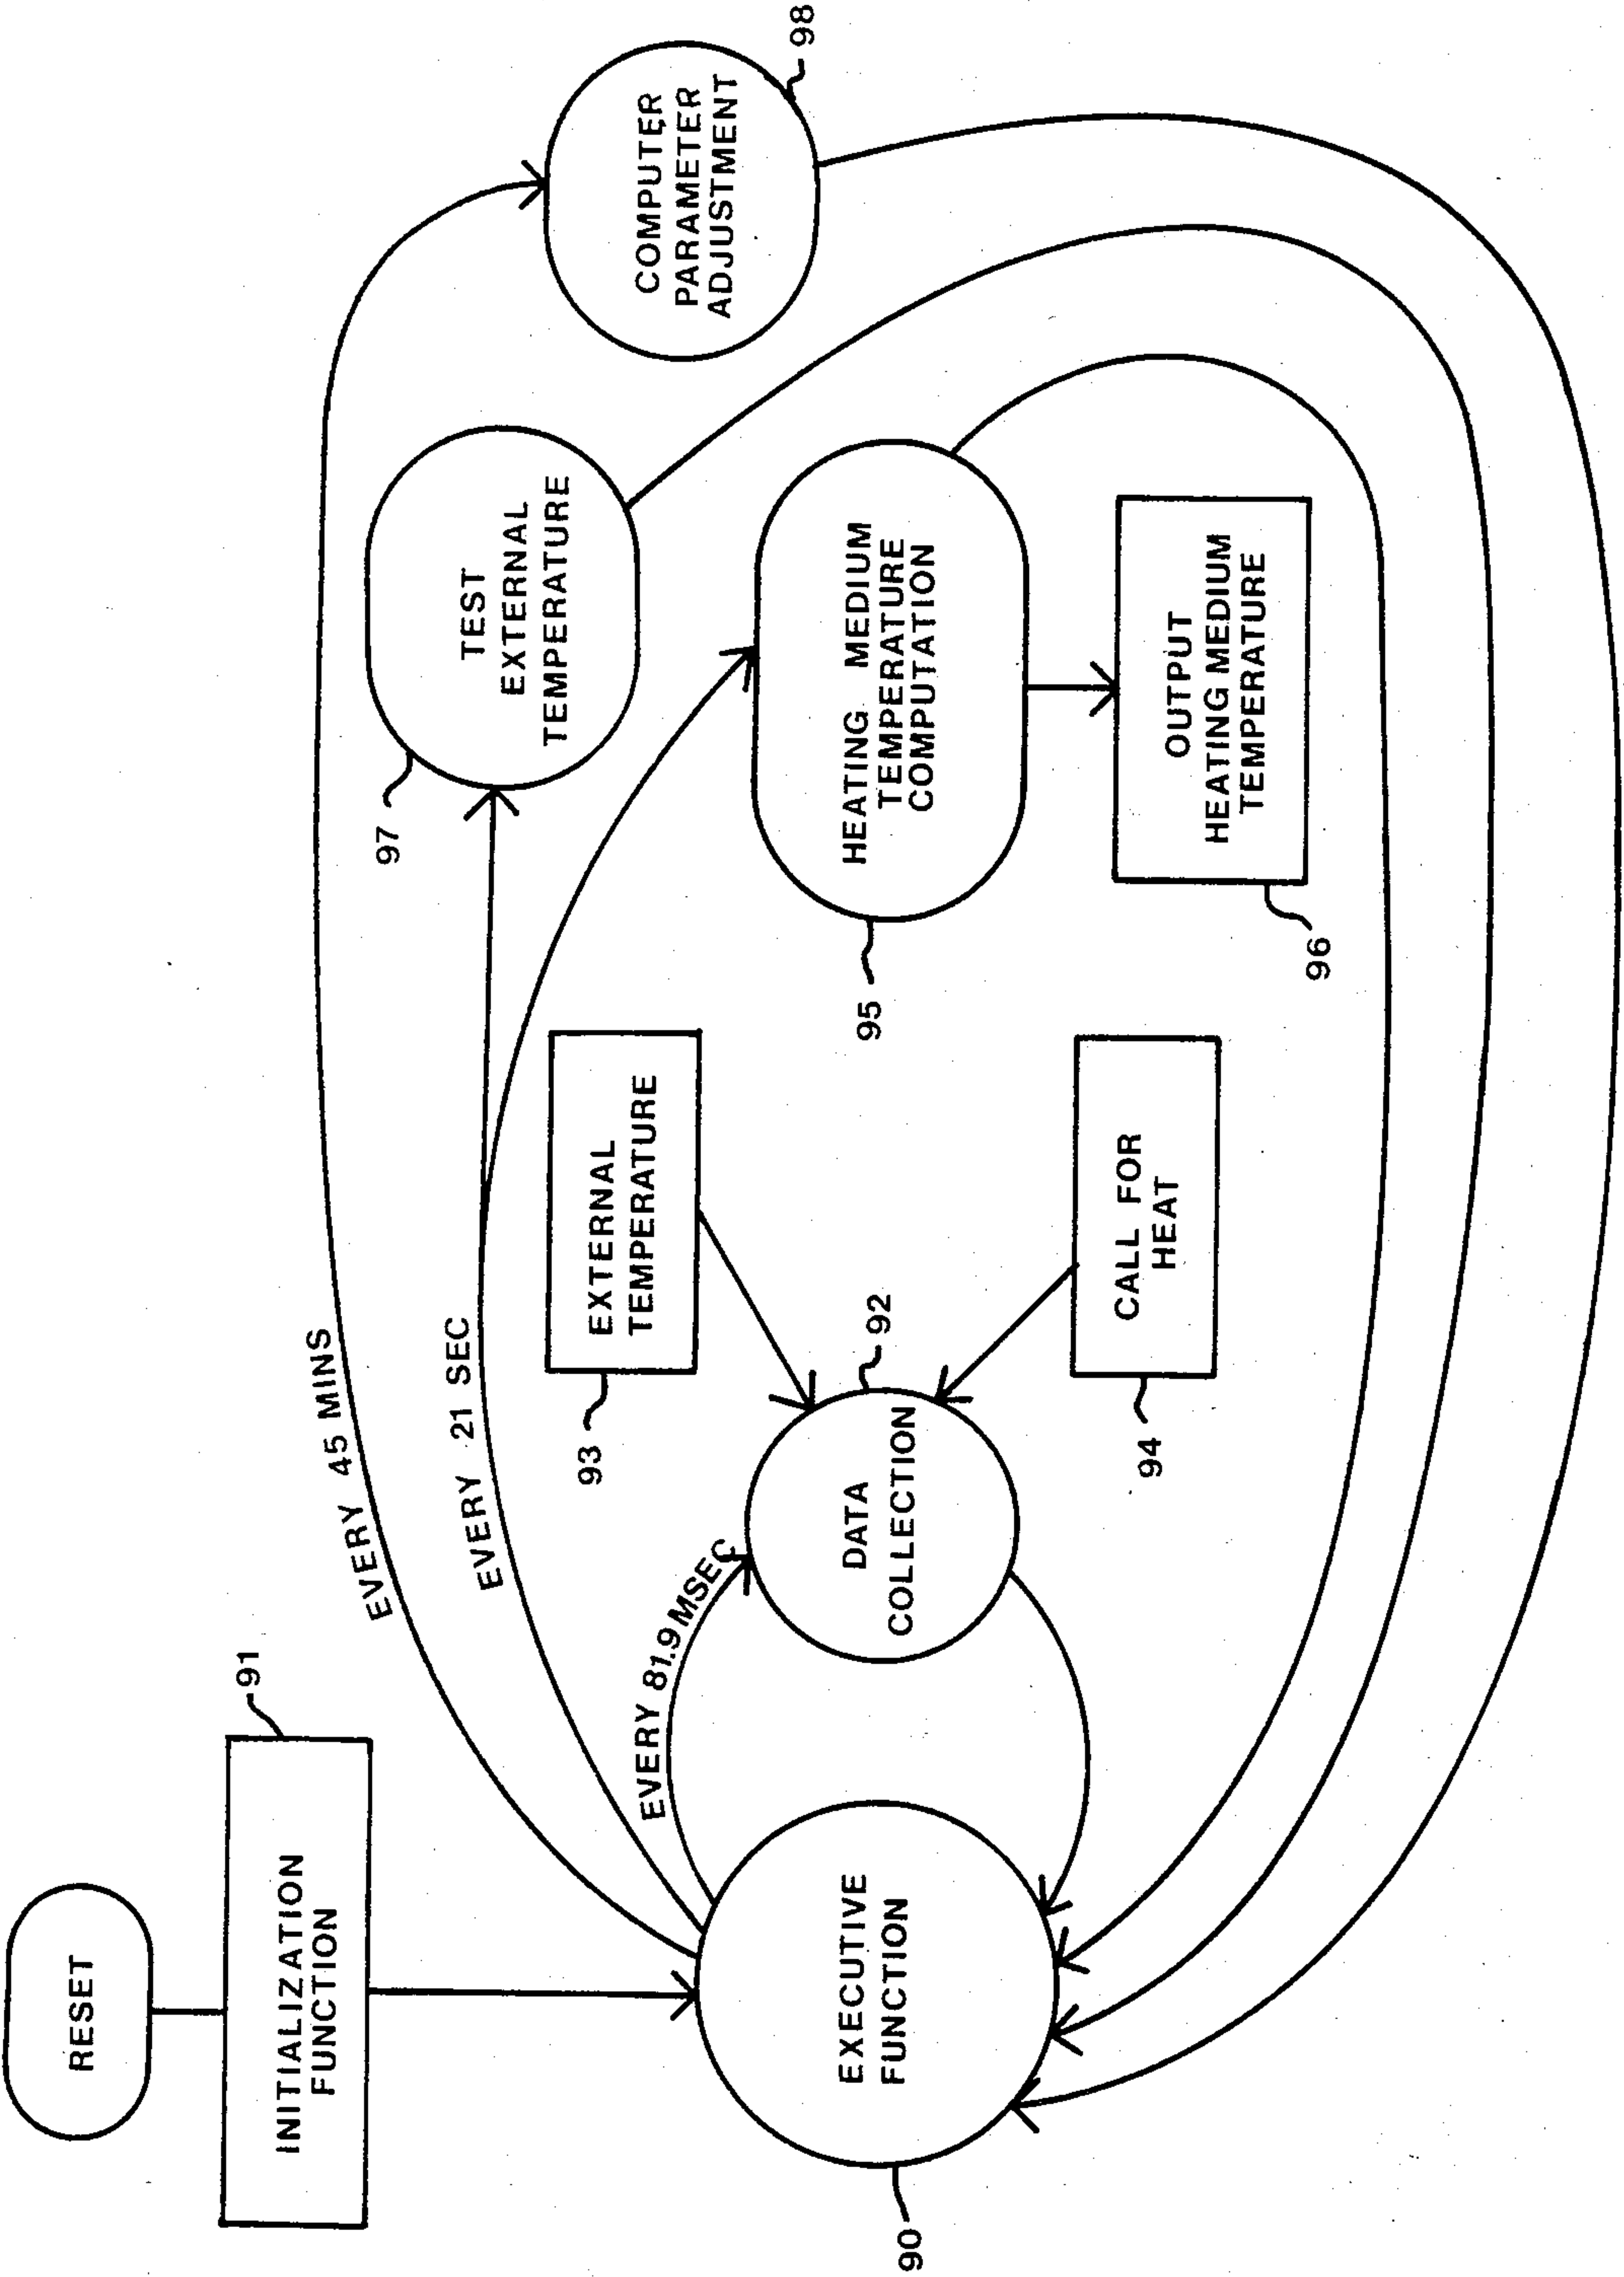 RESET
INITIALIZATION
FUNCTION
91
EXECUTIVE
FUNCTION
90
EVERY 45 MINS
EVERY 21 SEC
EVERY 81.9 MSEC
DATA
COLLECTION
92
EXTERNAL
TEMPERATURE
93
CALL FOR
HEAT
94
TEST
EXTERNAL
TEMPERATURE
97
HEATING MEDIUM
TEMPERATURE
COMPUTATION
95
OUTPUT
HEATING MEDIUM
TEMPERATURE
96
COMPUTER
PARAMETER
ADJUSTMENT
98